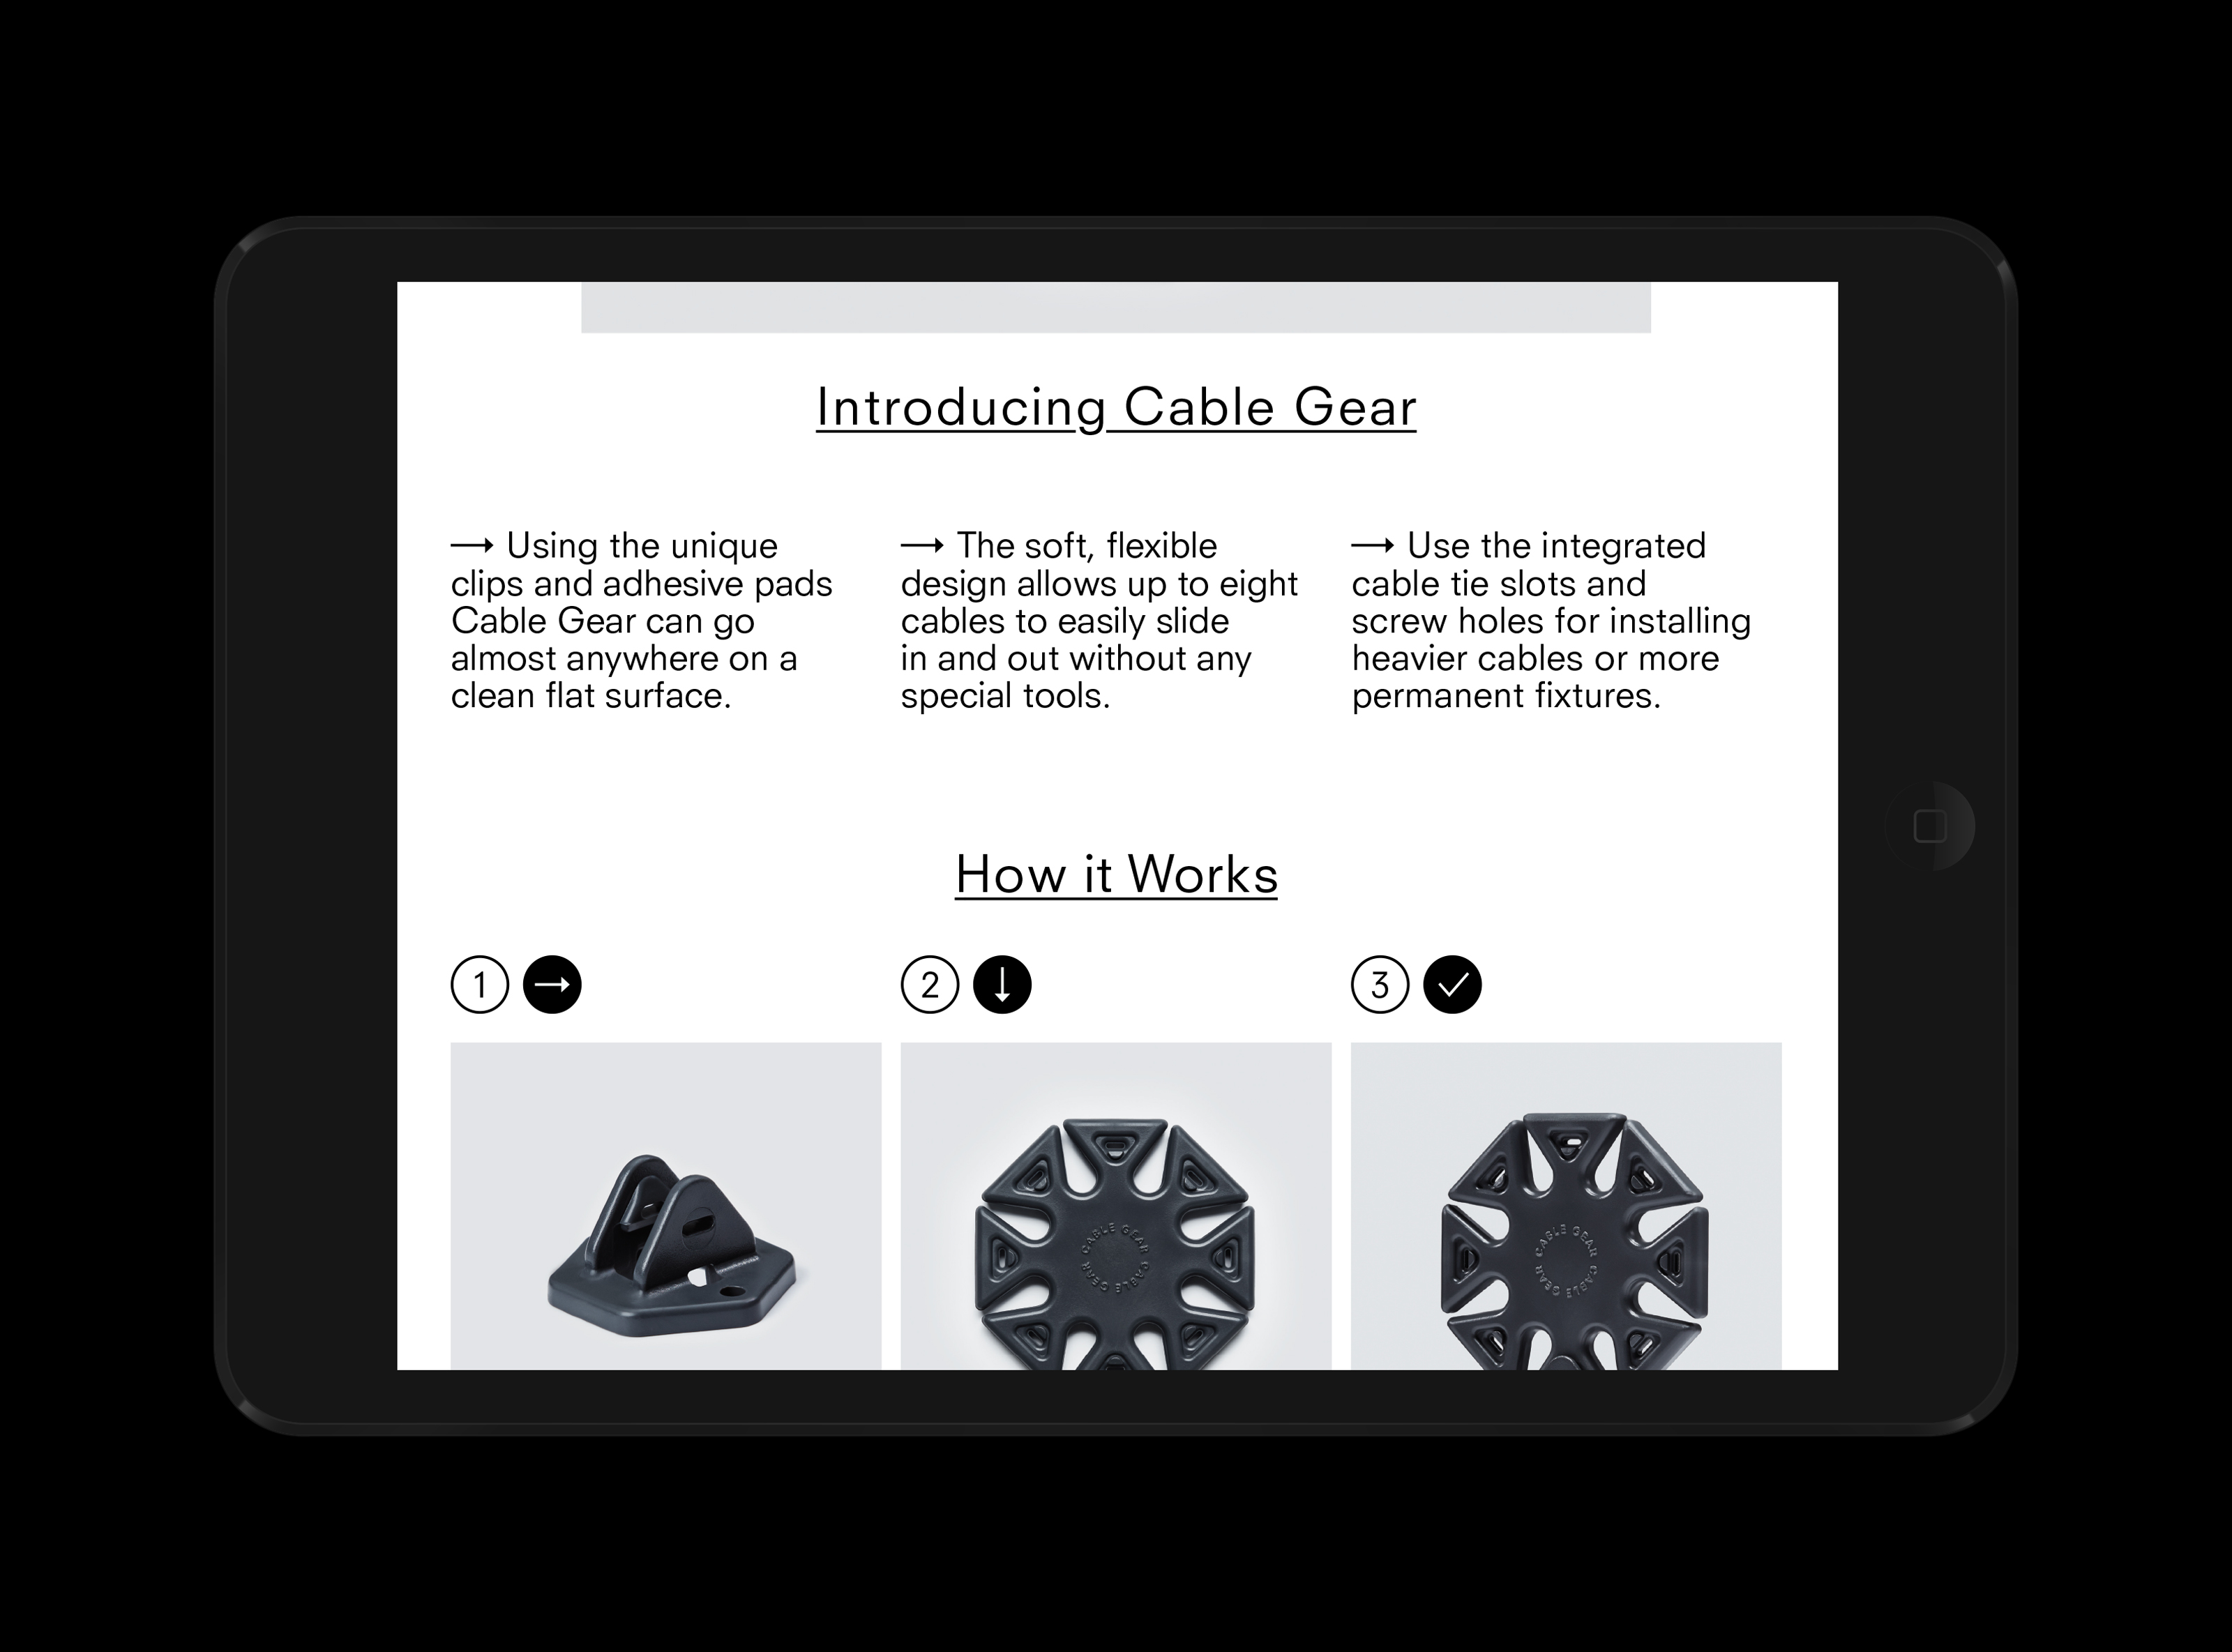 Introducing Cable Gear
→ Using the unique
clips and adhesive pads
Cable Gear can go
almost anywhere on a
clean flat surface.
→ The soft, flexible
design allows up to eight
cables to easily slide
in and out without any
special tools.
→ Use the integrated
cable tie slots and
screw holes for installing
heavier cables or more
permanent fixtures.
How it Works
1 →
2 ↓
3 ✓
CABLE GEAR CABLE GEAR
CABLE GEAR CABLE GEAR